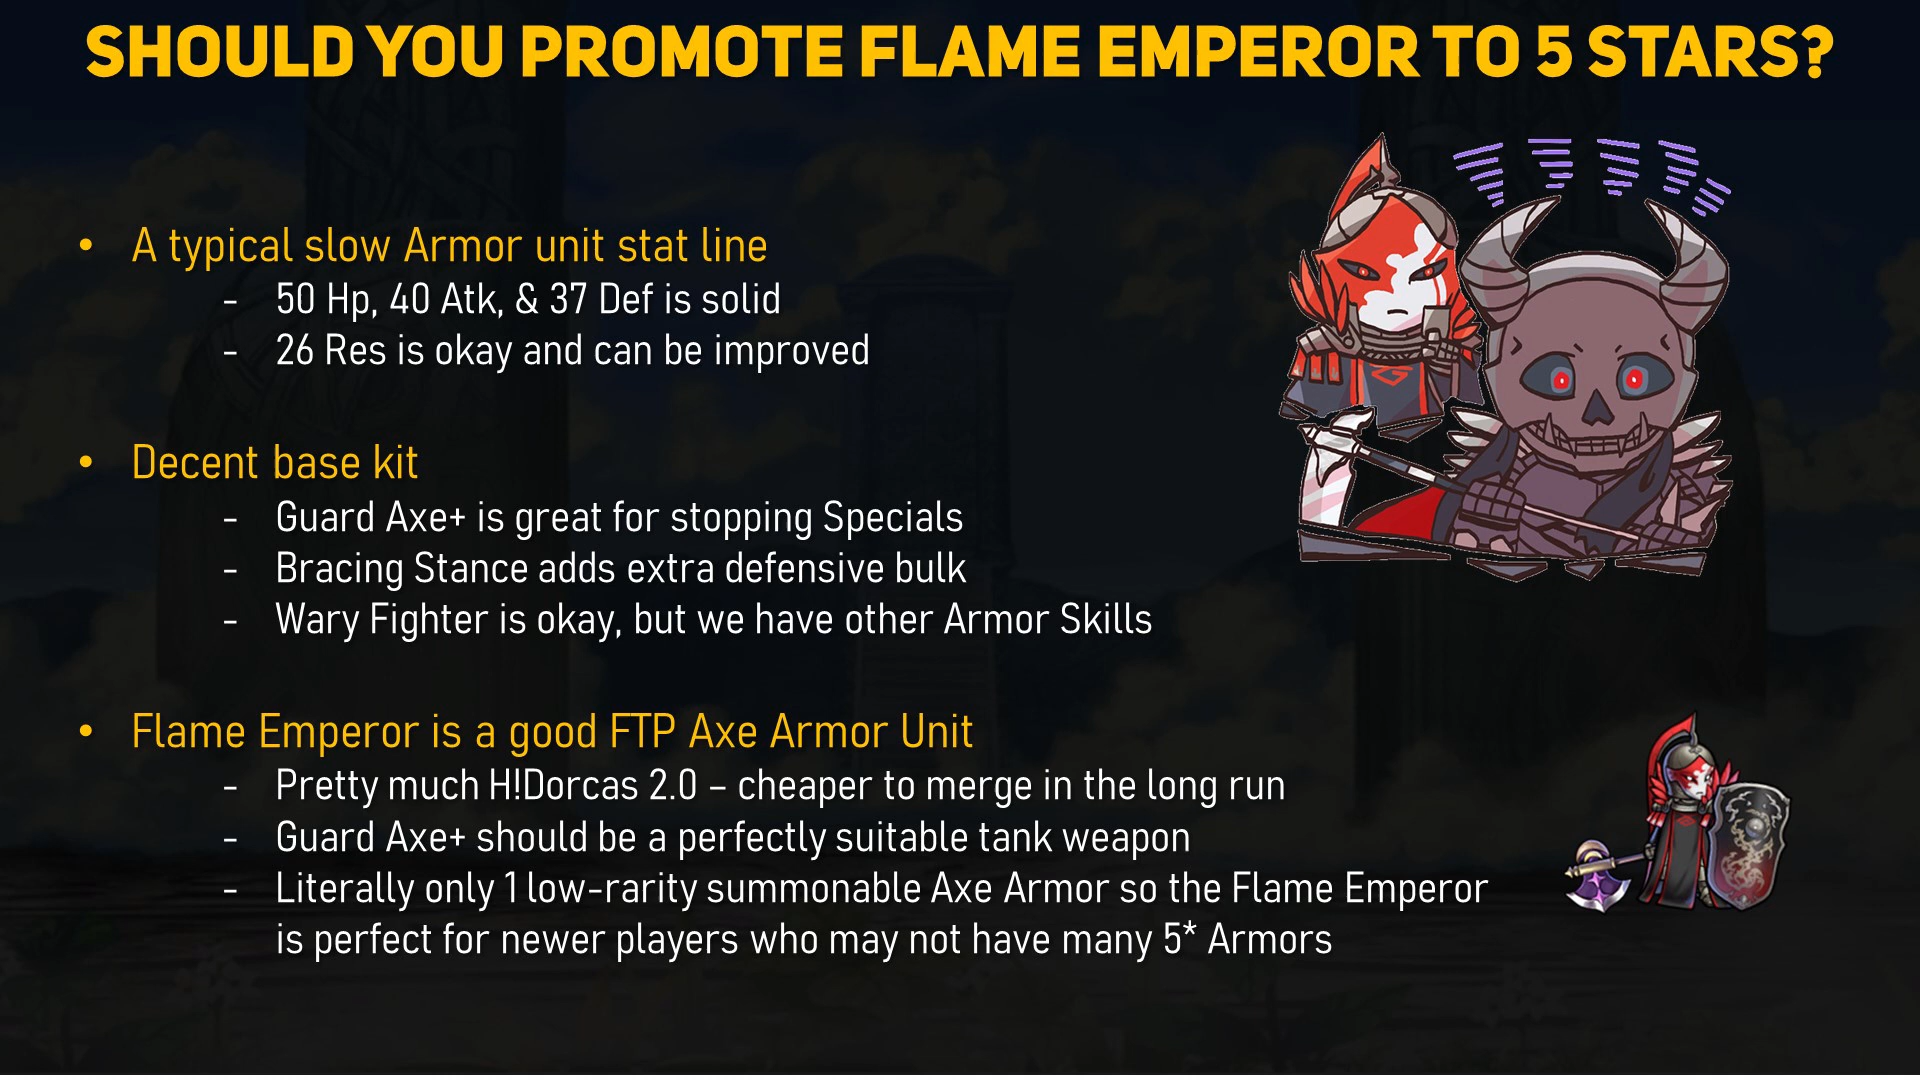 SHOULD YOU PROMOTE FLAME EMPEROR TO 5 STARS?
• A typical slow Armor unit stat line
- 50 Hp, 40 Atk, & 37 Def is solid
- 26 Res is okay and can be improved
• Decent base kit
- Guard Axe+ is great for stopping Specials
- Bracing Stance adds extra defensive bulk
- Wary Fighter is okay, but we have other Armor Skills
• Flame Emperor is a good FTP Axe Armor Unit
- Pretty much H!Dorcas 2.0 – cheaper to merge in the long run
- Guard Axe+ should be a perfectly suitable tank weapon
- Literally only 1 low-rarity summonable Axe Armor so the Flame Emperor
is perfect for newer players who may not have many 5* Armors